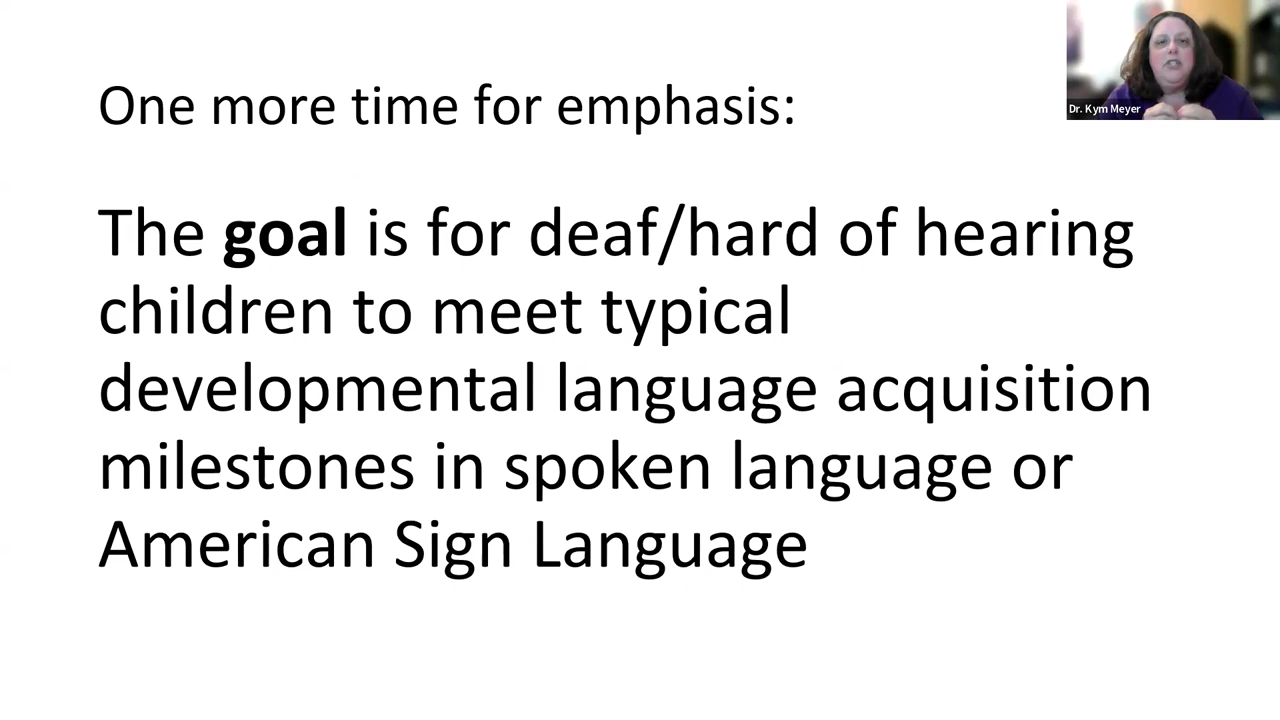 One more time for emphasis:
Dr. Kym Meyer
The goal is for deaf/hard of hearing
children to meet typical
developmental language acquisition
milestones in spoken language or
American Sign Language